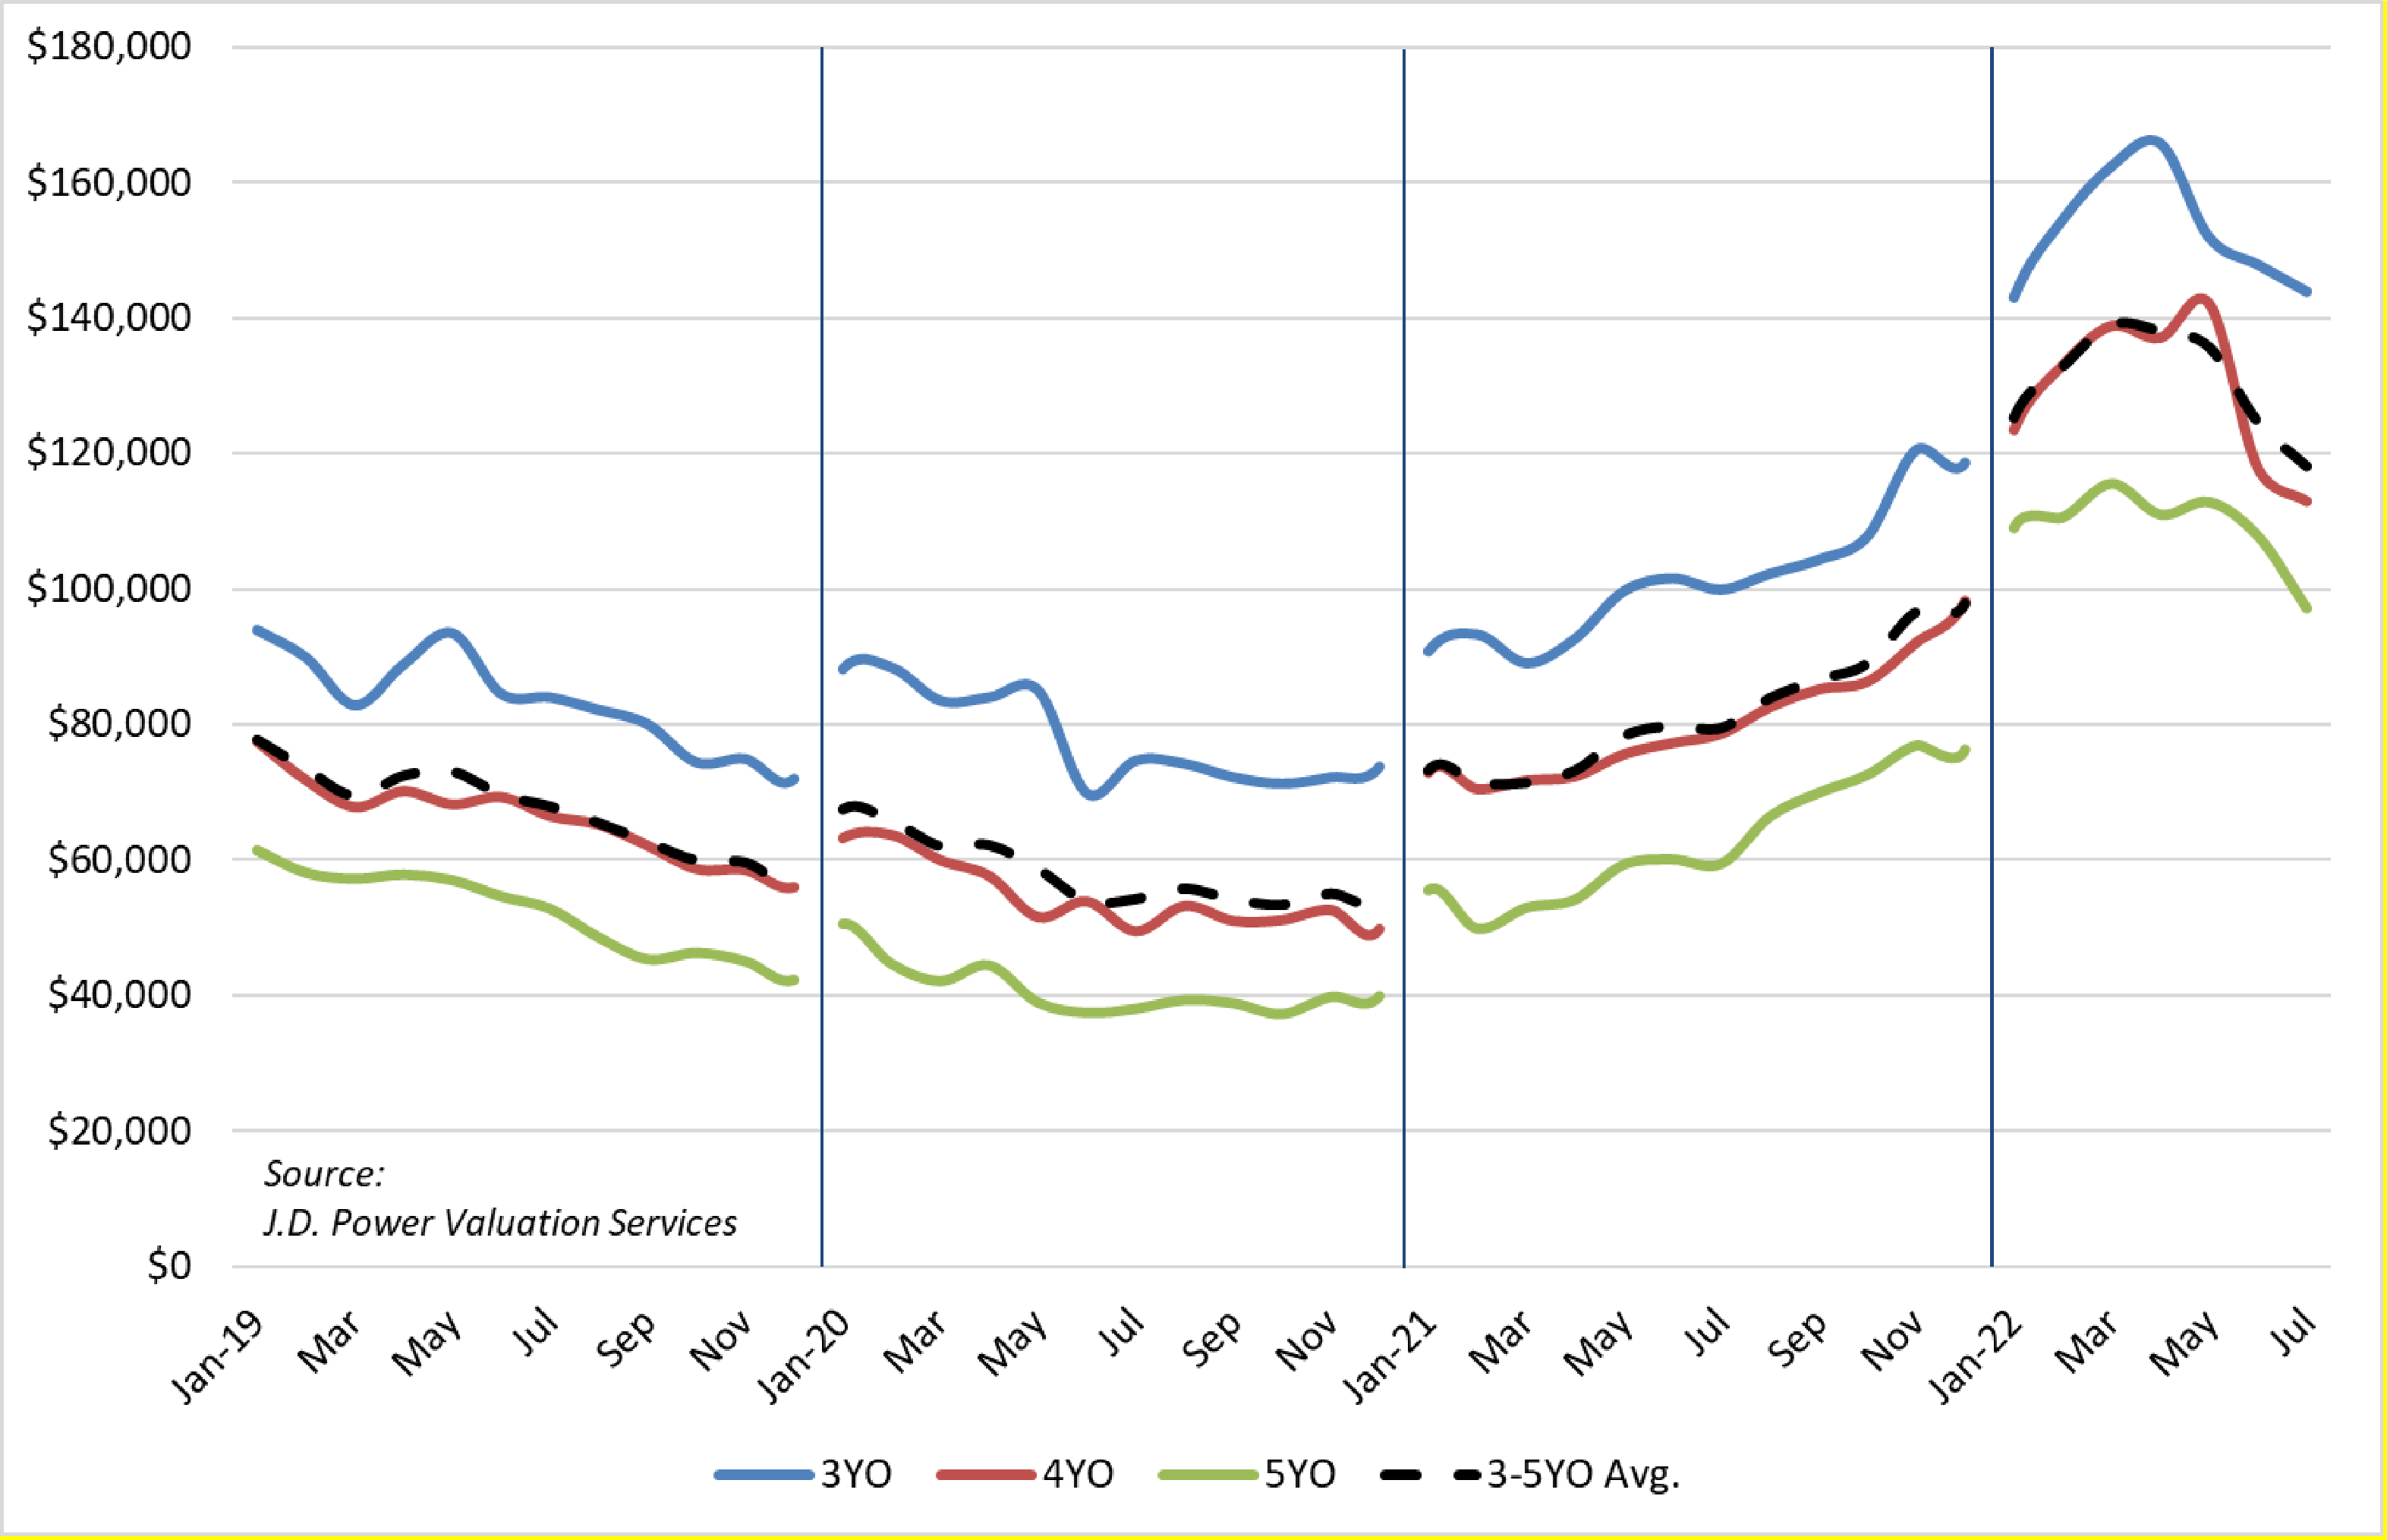 $180,000
$160,000
$140,000
$120,000
$100,000
$80,000
$60,000
$40,000
$20,000
$0
Source:
J.D. Power Valuation Services
Jan-19 Mar May Jul Sep Nov Jan-20 Mar May Jul Sep Nov Jan-21 Mar May Jul Sep Nov Jan-22 Mar May Jul
3YO 4YO 5YO 3-5YO Avg.